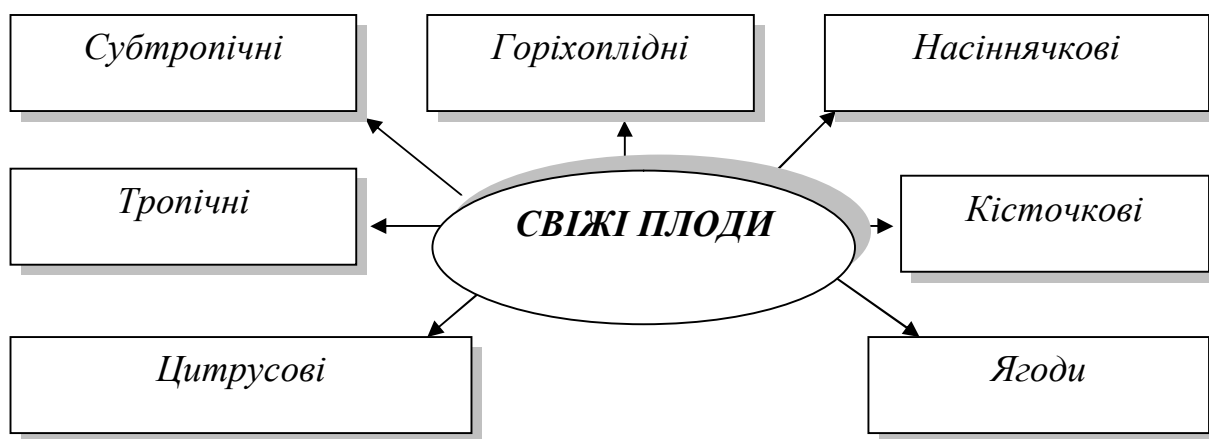 Субтропічні
Горіхоплідні
Насіннячкові
Тропічні
СВІЖІ ПЛОДИ
Кісточкові
Цитрусові
Ягоди